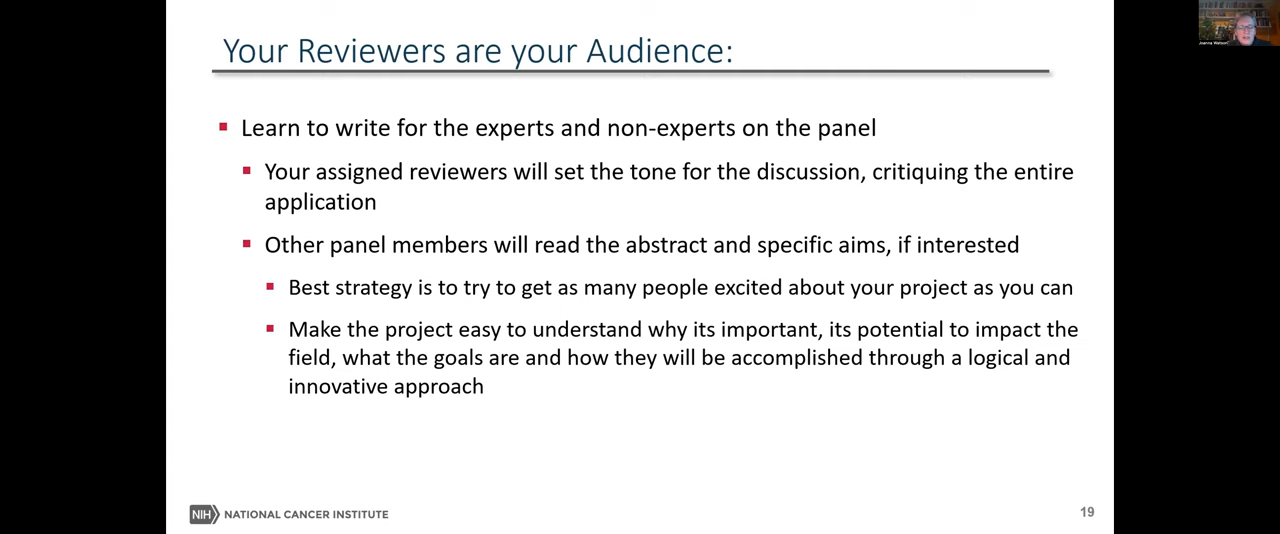 Your Reviewers are your Audience:
Joanna Watson
Learn to write for the experts and non-experts on the panel
Your assigned reviewers will set the tone for the discussion, critiquing the entire
application
Other panel members will read the abstract and specific aims, if interested
Best strategy is to try to get as many people excited about your project as you can
Make the project easy to understand why its important, its potential to impact the
field, what the goals are and how they will be accomplished through a logical and
innovative approach
NIH NATIONAL CANCER INSTITUTE
19